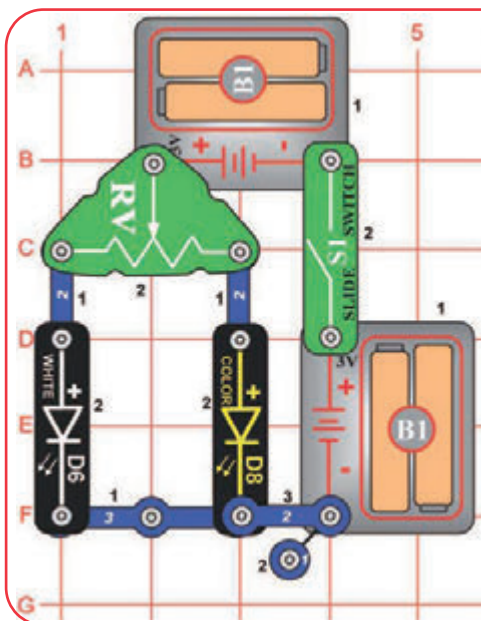 1 5
A
B1
1
B
3V + -
RV
C
2
S1
SLIDE SWITCH
2 1 2 1 2
D
1
WHITE + 2 D6
COLOR + 2 D8
3V + -
E
B1
1 3
F 3 2
2 1
G